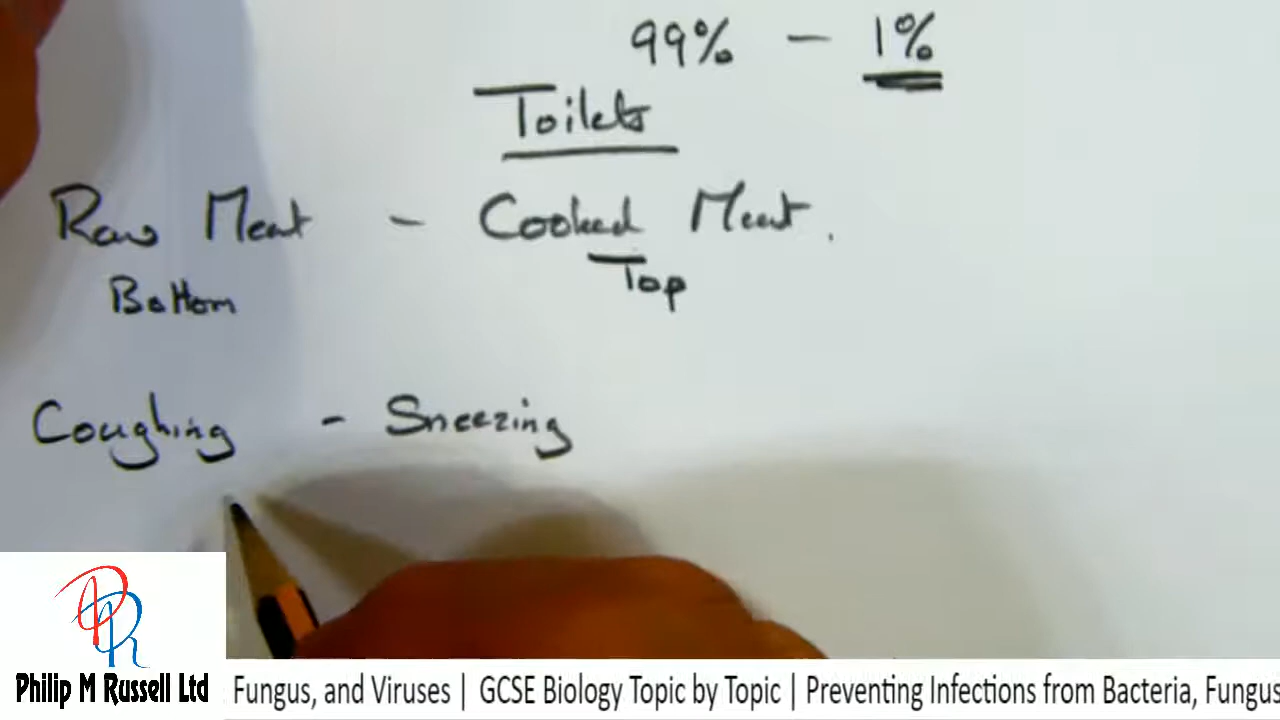 99% - 1%
Toilets
Raw Meat - Cooked Meat.
Bottom Top
Coughing - Sneezing
PR
Philip M Russell Ltd
Fungus, and Viruses | GCSE Biology Topic by Topic | Preventing Infections from Bacteria, Fungus